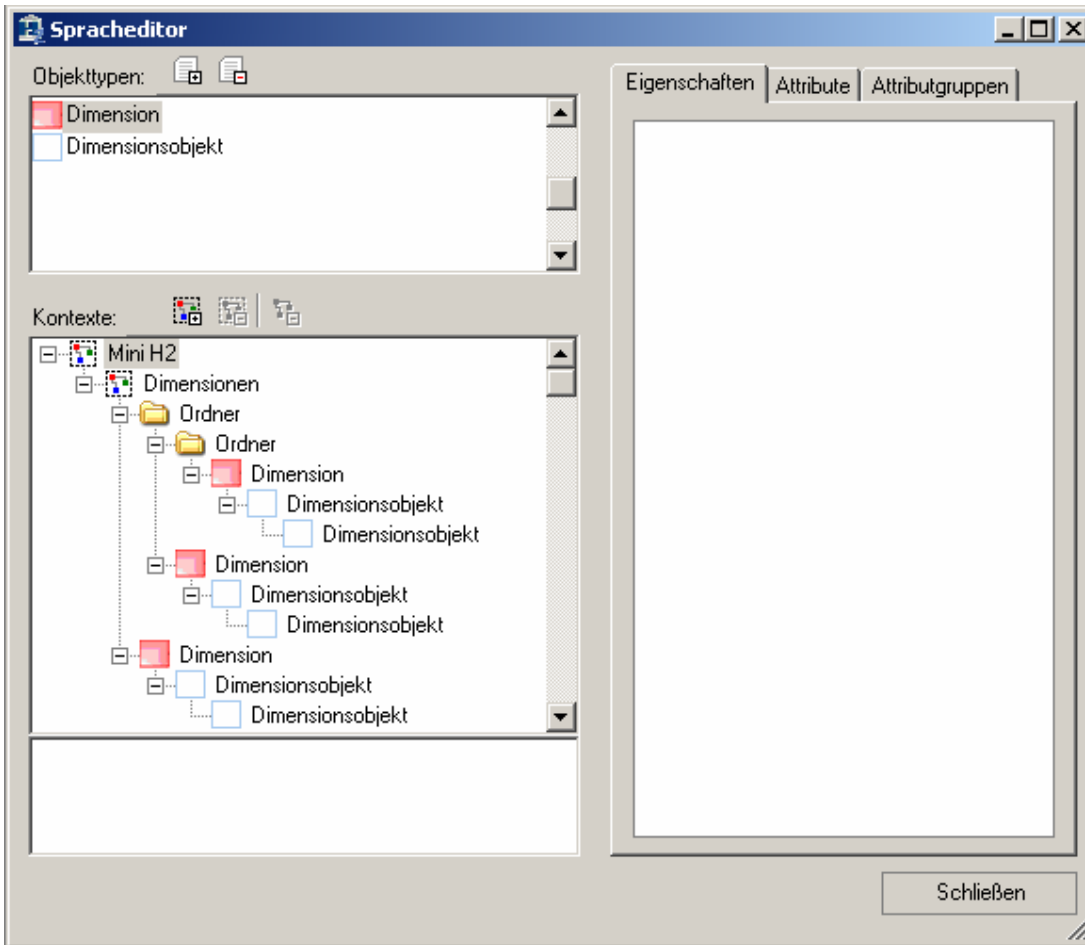 Spracheditor
Objekttypen:
Dimension
Dimensionsobjekt
Kontexte:
Mini H2
Dimensionen
Ordner
Ordner
Dimension
Dimensionsobjekt
Dimensionsobjekt
Dimension
Dimensionsobjekt
Dimensionsobjekt
Dimension
Dimensionsobjekt
Dimensionsobjekt
Eigenschaften Attribute Attributgruppen
Schließen